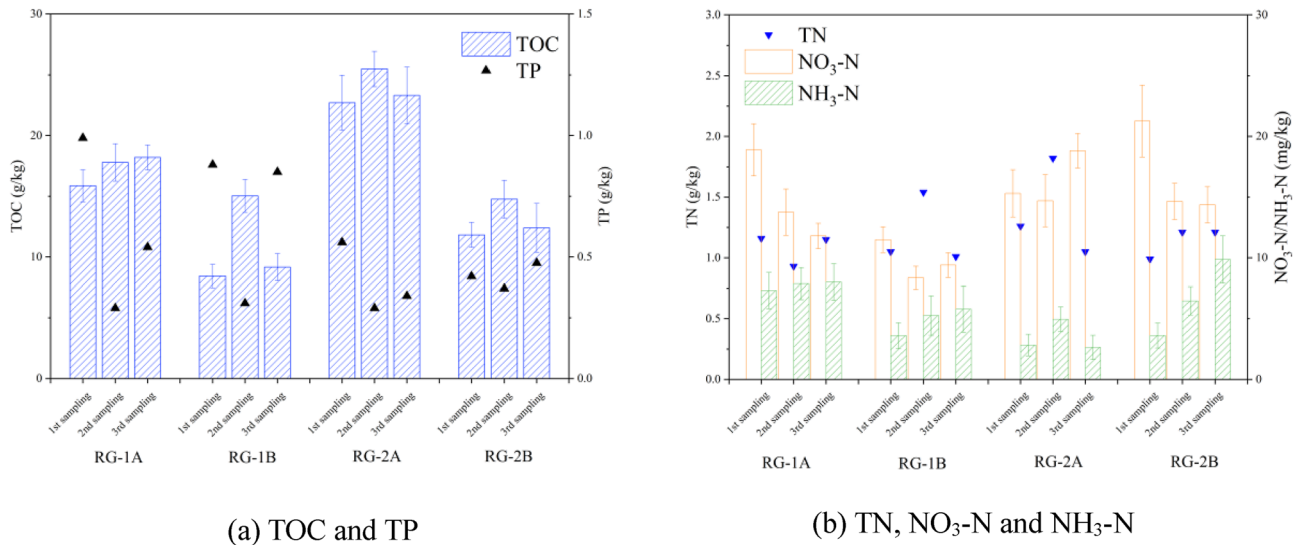 30
20
10
0
TOC (g/kg)
1.5
1.0
0.5
0.0
TP (g/kg)
TOC
TP
1st sampling
2nd sampling
3rd sampling
1st sampling
2nd sampling
3rd sampling
1st sampling
2nd sampling
3rd sampling
1st sampling
2nd sampling
3rd sampling
RG-1A
RG-1B
RG-2A
RG-2B
(a) TOC and TP
3.0
2.5
2.0
1.5
1.0
0.5
0.0
TN (g/kg)
30
20
10
0
NO₃-N/NH₃-N (mg/kg)
TN
NO₃-N
NH₃-N
1st sampling
2nd sampling
3rd sampling
1st sampling
2nd sampling
3rd sampling
1st sampling
2nd sampling
3rd sampling
1st sampling
2nd sampling
3rd sampling
RG-1A
RG-1B
RG-2A
RG-2B
(b) TN, NO₃-N and NH₃-N